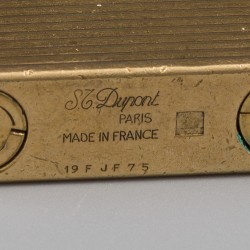 S.T. Dupont
PARIS
MADE IN FRANCE
19FJF75